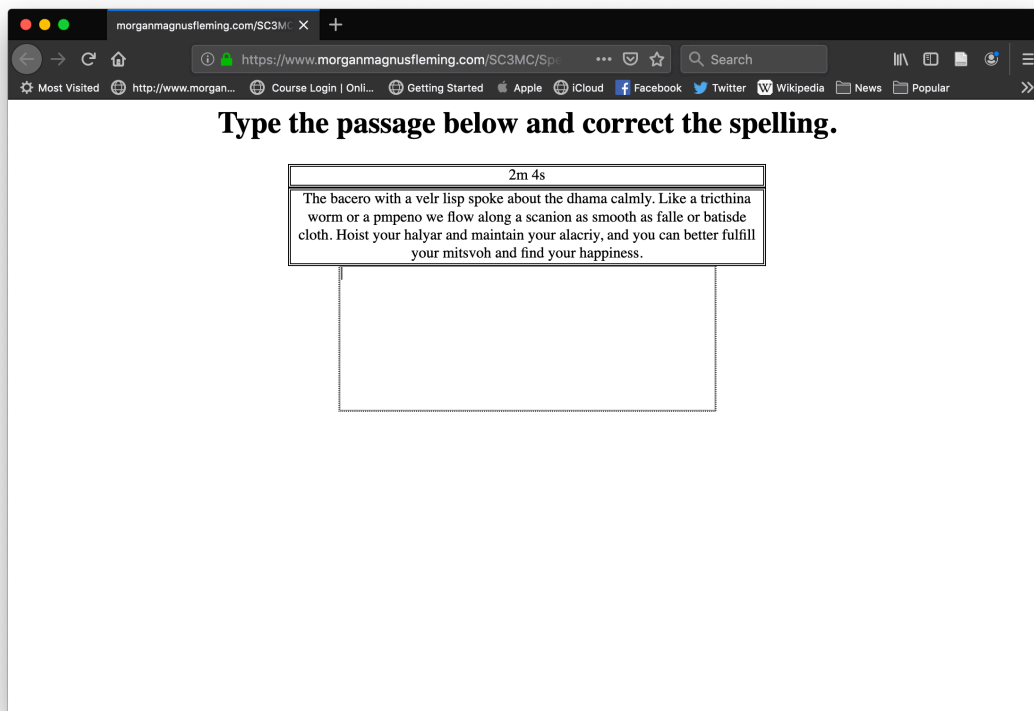 morganmagnusfleming.com/SC3MC
https://www.morganmagnusfleming.com/SC3MC/Spe
Search
Most Visited http://www.morgan... Course Login | Onli... Getting Started Apple iCloud Facebook Twitter Wikipedia News Popular
Type the passage below and correct the spelling.
2m 4s
The bacero with a velr lisp spoke about the dhama calmly. Like a tricthina
worm or a pmpeno we flow along a scanion as smooth as falle or batisde
cloth. Hoist your halyar and maintain your alacriy, and you can better fulfill
your mitsvoh and find your happiness.